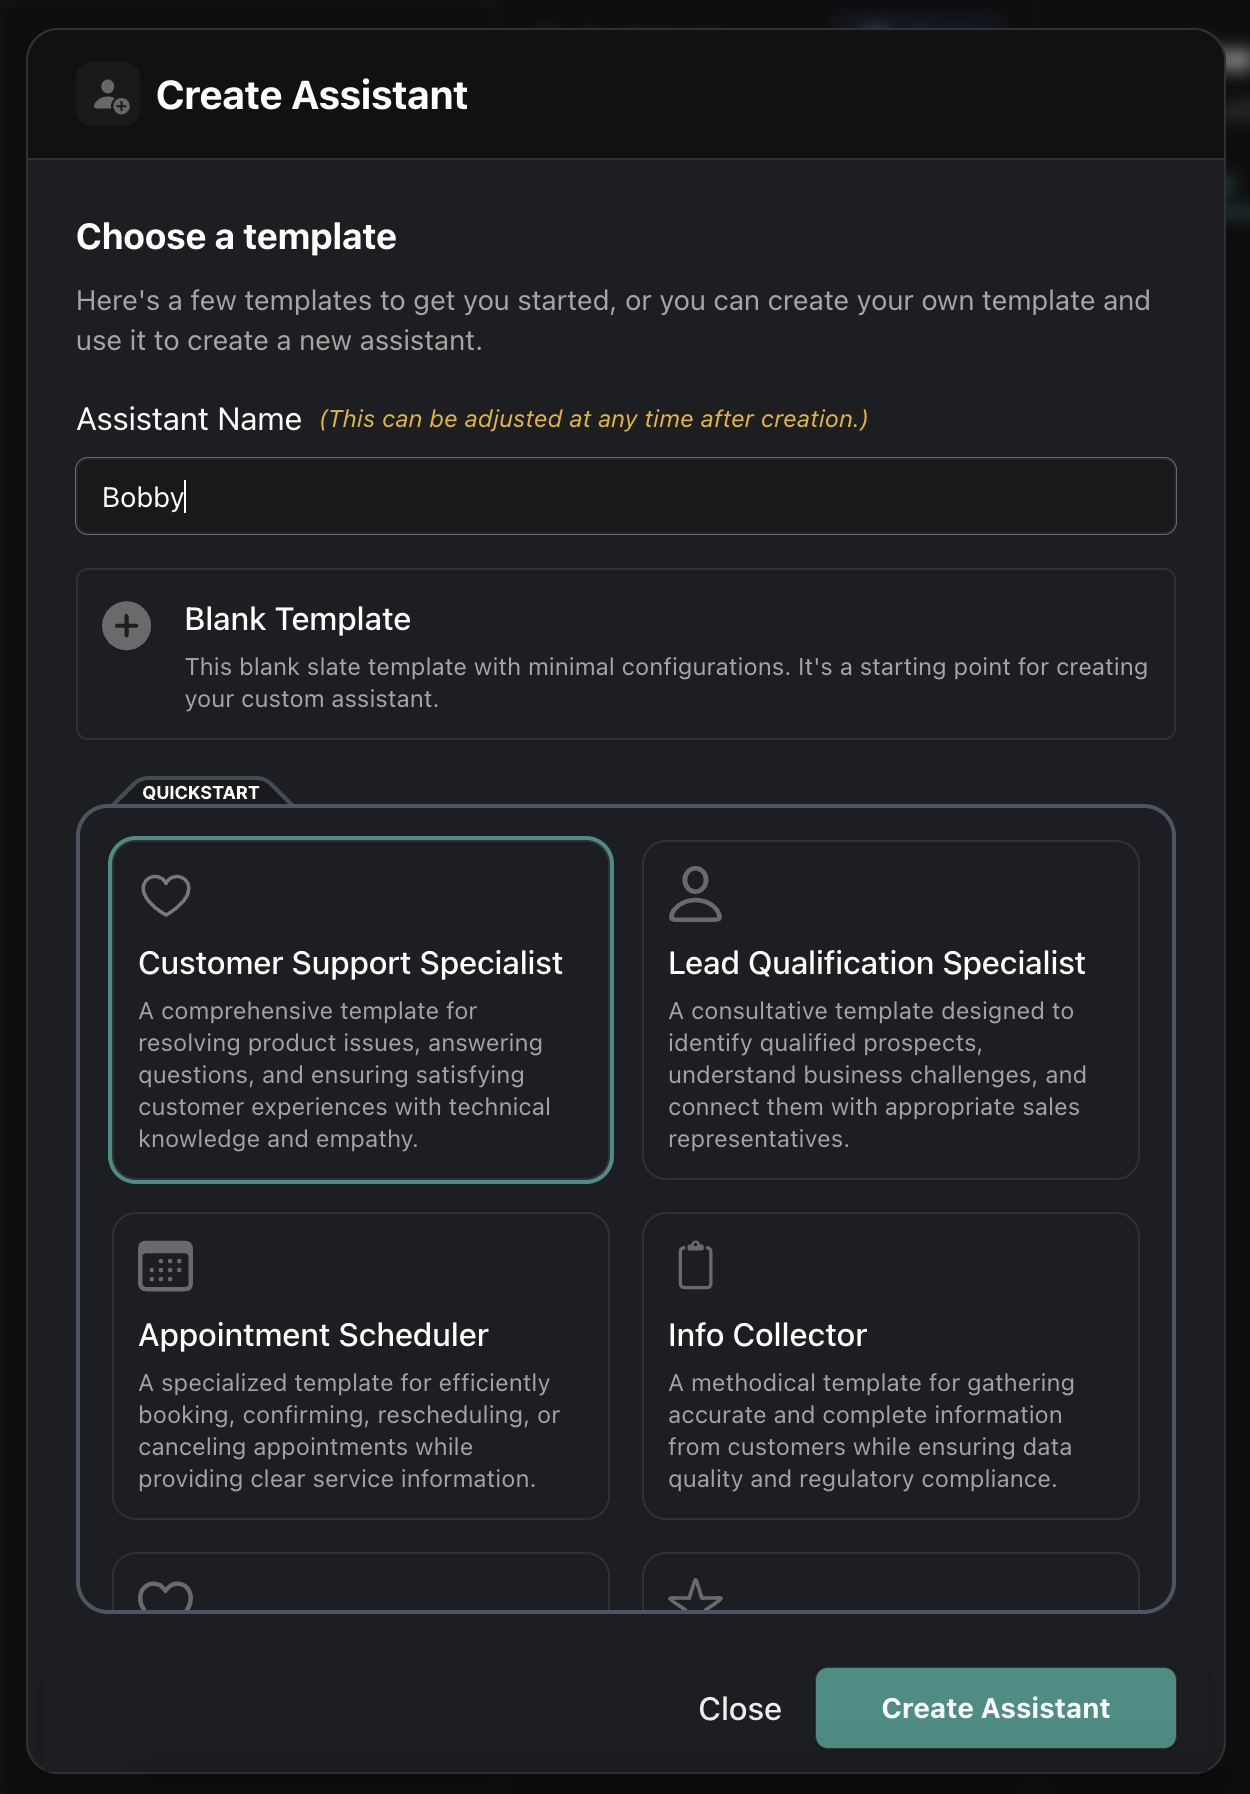 Create Assistant
Choose a template
Here's a few templates to get you started, or you can create your own template and
use it to create a new assistant.
Assistant Name (This can be adjusted at any time after creation.)
Bobby
Blank Template
This blank slate template with minimal configurations. It's a starting point for creating
your custom assistant.
QUICKSTART
Customer Support Specialist
A comprehensive template for
resolving product issues, answering
questions, and ensuring satisfying
customer experiences with technical
knowledge and empathy.
Lead Qualification Specialist
A consultative template designed to
identify qualified prospects,
understand business challenges, and
connect them with appropriate sales
representatives.
Appointment Scheduler
A specialized template for efficiently
booking, confirming, rescheduling, or
canceling appointments while
providing clear service information.
Info Collector
A methodical template for gathering
accurate and complete information
from customers while ensuring data
quality and regulatory compliance.
Close
Create Assistant